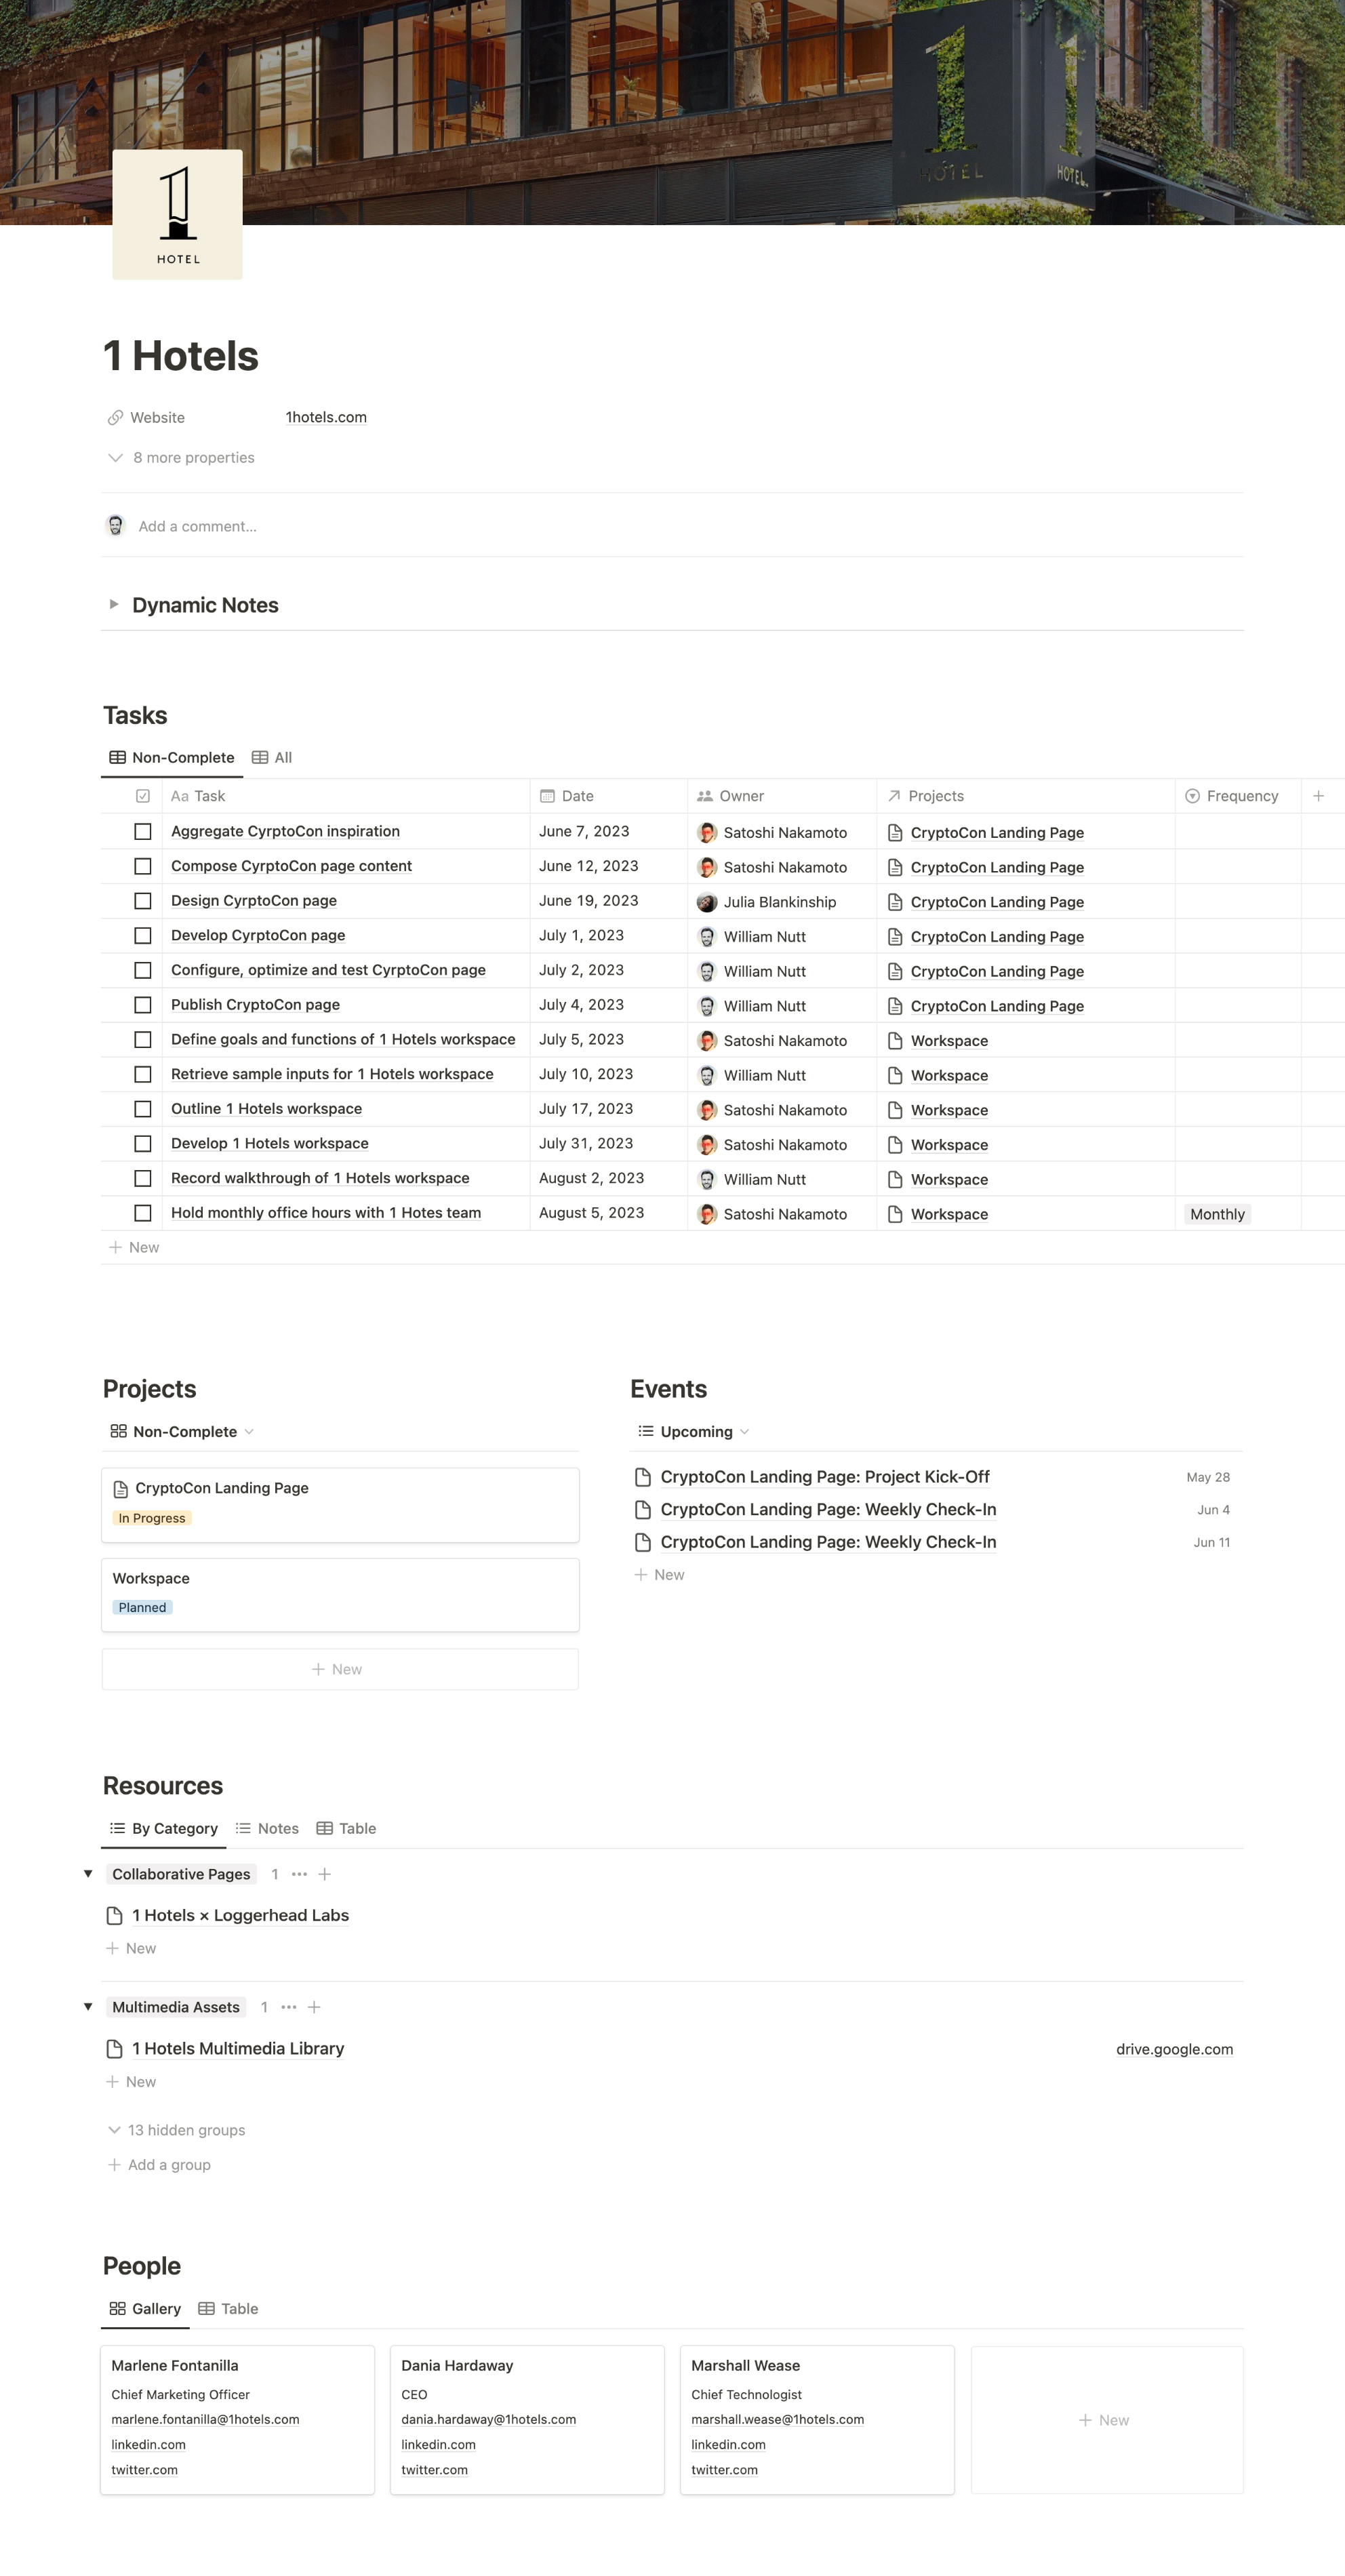 1
HOTEL
HOTEL
1
HOTEL
1 Hotels
Website 1hotels.com
8 more properties
Add a comment...
Dynamic Notes
Tasks
Non-Complete All
Aa Task Date Owner Projects Frequency
Aggregate CyrptoCon inspiration June 7, 2023 Satoshi Nakamoto CryptoCon Landing Page
Compose CyrptoCon page content June 12, 2023 Satoshi Nakamoto CryptoCon Landing Page
Design CyrptoCon page June 19, 2023 Julia Blankinship CryptoCon Landing Page
Develop CyrptoCon page July 1, 2023 William Nutt CryptoCon Landing Page
Configure, optimize and test CyrptoCon page July 2, 2023 William Nutt CryptoCon Landing Page
Publish CryptoCon page July 4, 2023 William Nutt CryptoCon Landing Page
Define goals and functions of 1 Hotels workspace July 5, 2023 Satoshi Nakamoto Workspace
Retrieve sample inputs for 1 Hotels workspace July 10, 2023 William Nutt Workspace
Outline 1 Hotels workspace July 17, 2023 Satoshi Nakamoto Workspace
Develop 1 Hotels workspace July 31, 2023 Satoshi Nakamoto Workspace
Record walkthrough of 1 Hotels workspace August 2, 2023 William Nutt Workspace
Hold monthly office hours with 1 Hotes team August 5, 2023 Satoshi Nakamoto Workspace Monthly
+ New
Projects
Non-Complete
CryptoCon Landing Page
In Progress
Workspace
Planned
+ New
Events
Upcoming
CryptoCon Landing Page: Project Kick-Off May 28
CryptoCon Landing Page: Weekly Check-In Jun 4
CryptoCon Landing Page: Weekly Check-In Jun 11
+ New
Resources
By Category Notes Table
Collaborative Pages 1 ••• +
1 Hotels × Loggerhead Labs
+ New
Multimedia Assets 1 ••• +
1 Hotels Multimedia Library drive.google.com
+ New
13 hidden groups
+ Add a group
People
Gallery Table
Marlene Fontanilla
Chief Marketing Officer
marlene.fontanilla@1hotels.com
linkedin.com
twitter.com
Dania Hardaway
CEO
dania.hardaway@1hotels.com
linkedin.com
twitter.com
Marshall Wease
Chief Technologist
marshall.wease@1hotels.com
linkedin.com
twitter.com
+ New